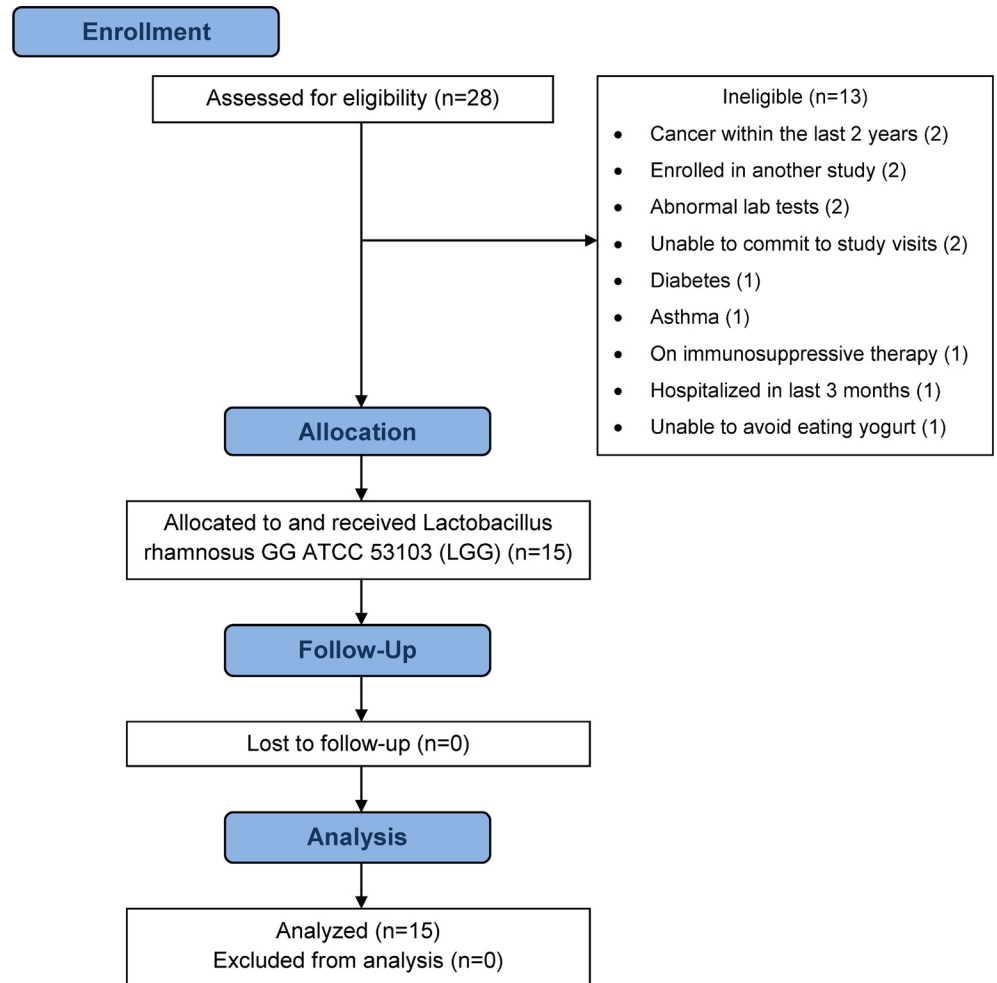 Enrollment
Assessed for eligibility (n=28)
Ineligible (n=13)
• Cancer within the last 2 years (2)
• Enrolled in another study (2)
• Abnormal lab tests (2)
• Unable to commit to study visits (2)
• Diabetes (1)
• Asthma (1)
• On immunosuppressive therapy (1)
• Hospitalized in last 3 months (1)
• Unable to avoid eating yogurt (1)
Allocation
Allocated to and received Lactobacillus
rhamnosus GG ATCC 53103 (LGG) (n=15)
Follow-Up
Lost to follow-up (n=0)
Analysis
Analyzed (n=15)
Excluded from analysis (n=0)